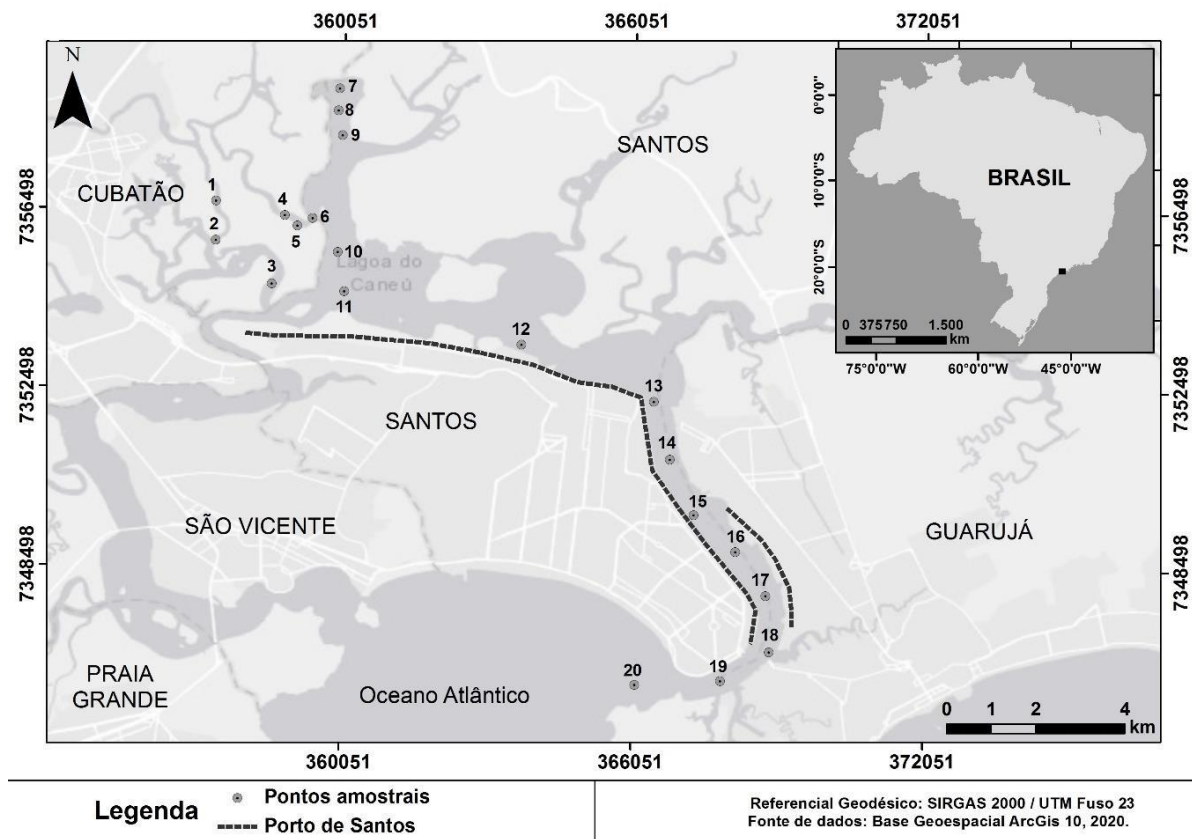 360051
366051
372051
N
7
8
9
SANTOS
CUBATÃO
1
4
6
2
5
10
3
Lagoa do
Caneú
11
12
13
SANTOS
14
15
SÃO VICENTE
16
GUARUJÁ
17
18
PRAIA
GRANDE
20
19
Oceano Atlântico
7356498
7352498
7348498
7356498
7352498
7348498
BRASIL
0°0'0"
10°0'0"S
20°0'0"S
0 375 750 1.500
km
75°0'0"W
60°0'0"W
45°0'0"W
0 1 2 4
km
360051
366051
372051
Legenda
Pontos amostrais
Porto de Santos
Referencial Geodésico: SIRGAS 2000 / UTM Fuso 23
Fonte de dados: Base Geoespacial ArcGis 10, 2020.